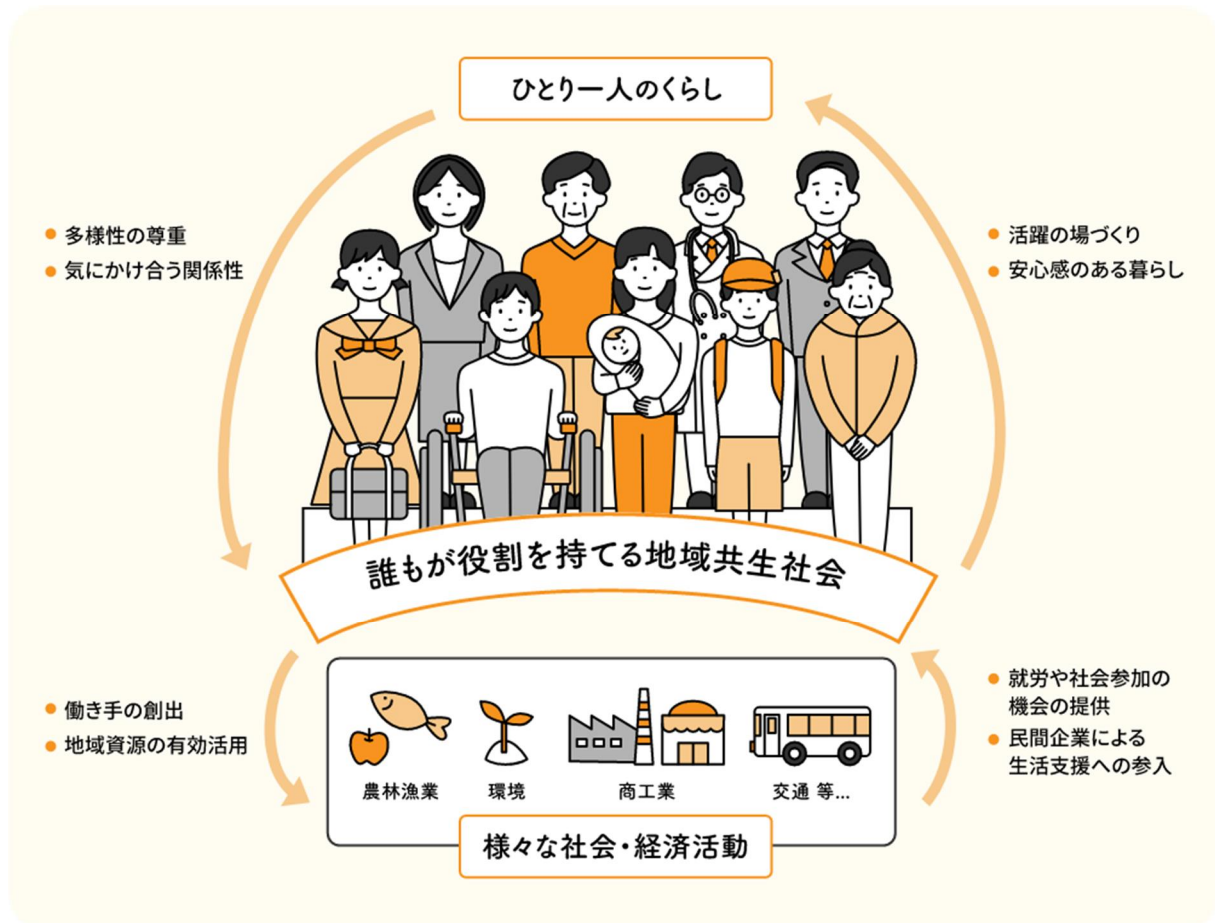 ひとり一人のくらし
● 多様性の尊重
● 気にかけ合う関係性
● 活躍の場づくり
● 安心感のある暮らし
誰もが役割を持てる地域共生社会
● 働き手の創出
● 地域資源の有効活用
● 就労や社会参加の
機会の提供
● 民間企業による
生活支援への参入
農林漁業
環境
商工業
交通 等...
様々な社会・経済活動